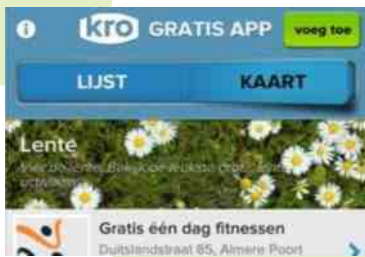 i kro GRATIS APP voeg toe
LIJST KAART
Lente
Gratis één dag fitnessen
Duitslandstraat 85, Almere Poort